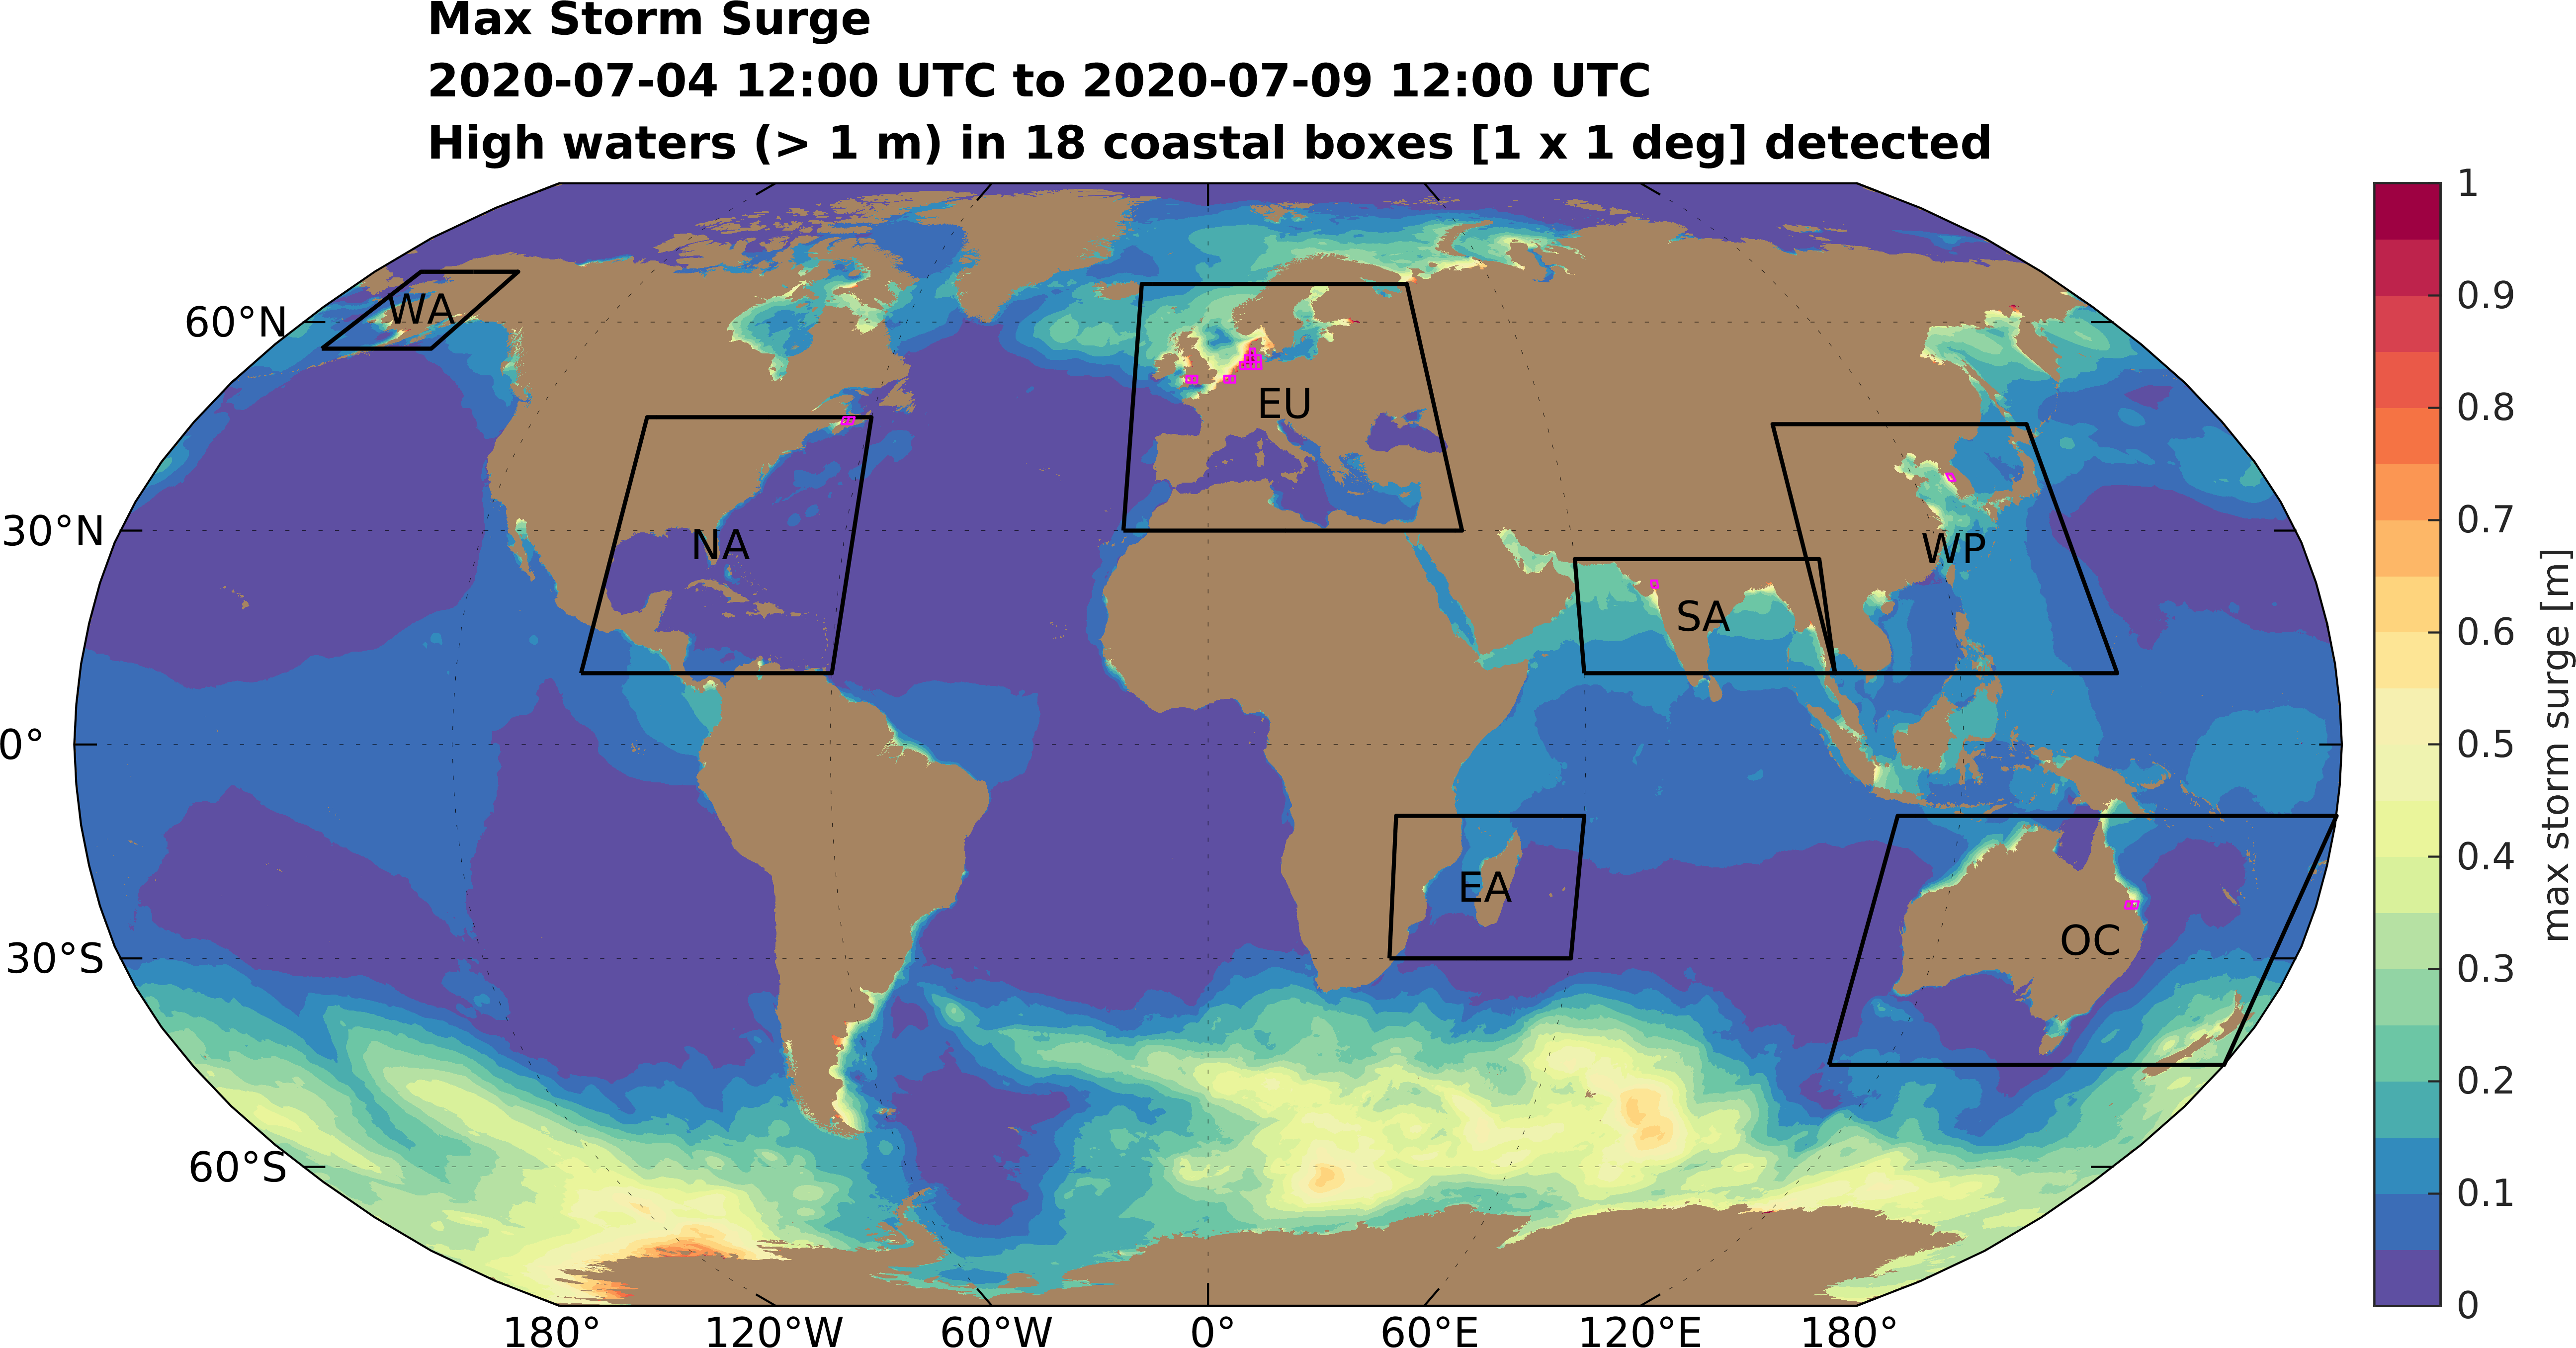 Max Storm Surge
2020-07-04 12:00 UTC to 2020-07-09 12:00 UTC
High waters (> 1 m) in 18 coastal boxes [1 x 1 deg] detected
60°N
30°N
0°
30°S
60°S
WA
NA
EU
SA
WP
EA
OC
180°
120°W
60°W
0°
60°E
120°E
180°
1
0.9
0.8
0.7
0.6
0.5
0.4
0.3
0.2
0.1
0
max storm surge [m]